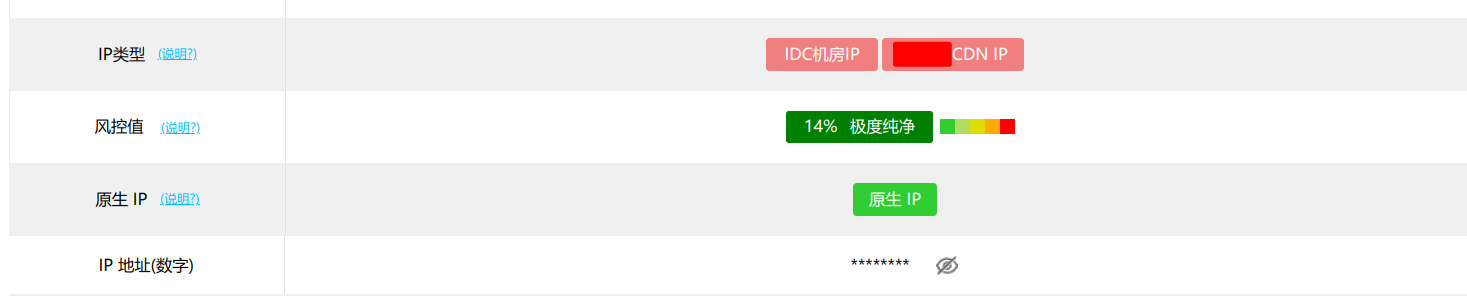 IP类型 (说明?) IDC机房IP CDN IP
风控值 (说明?) 14% 极度纯净
原生 IP (说明?) 原生 IP
IP 地址(数字) ********